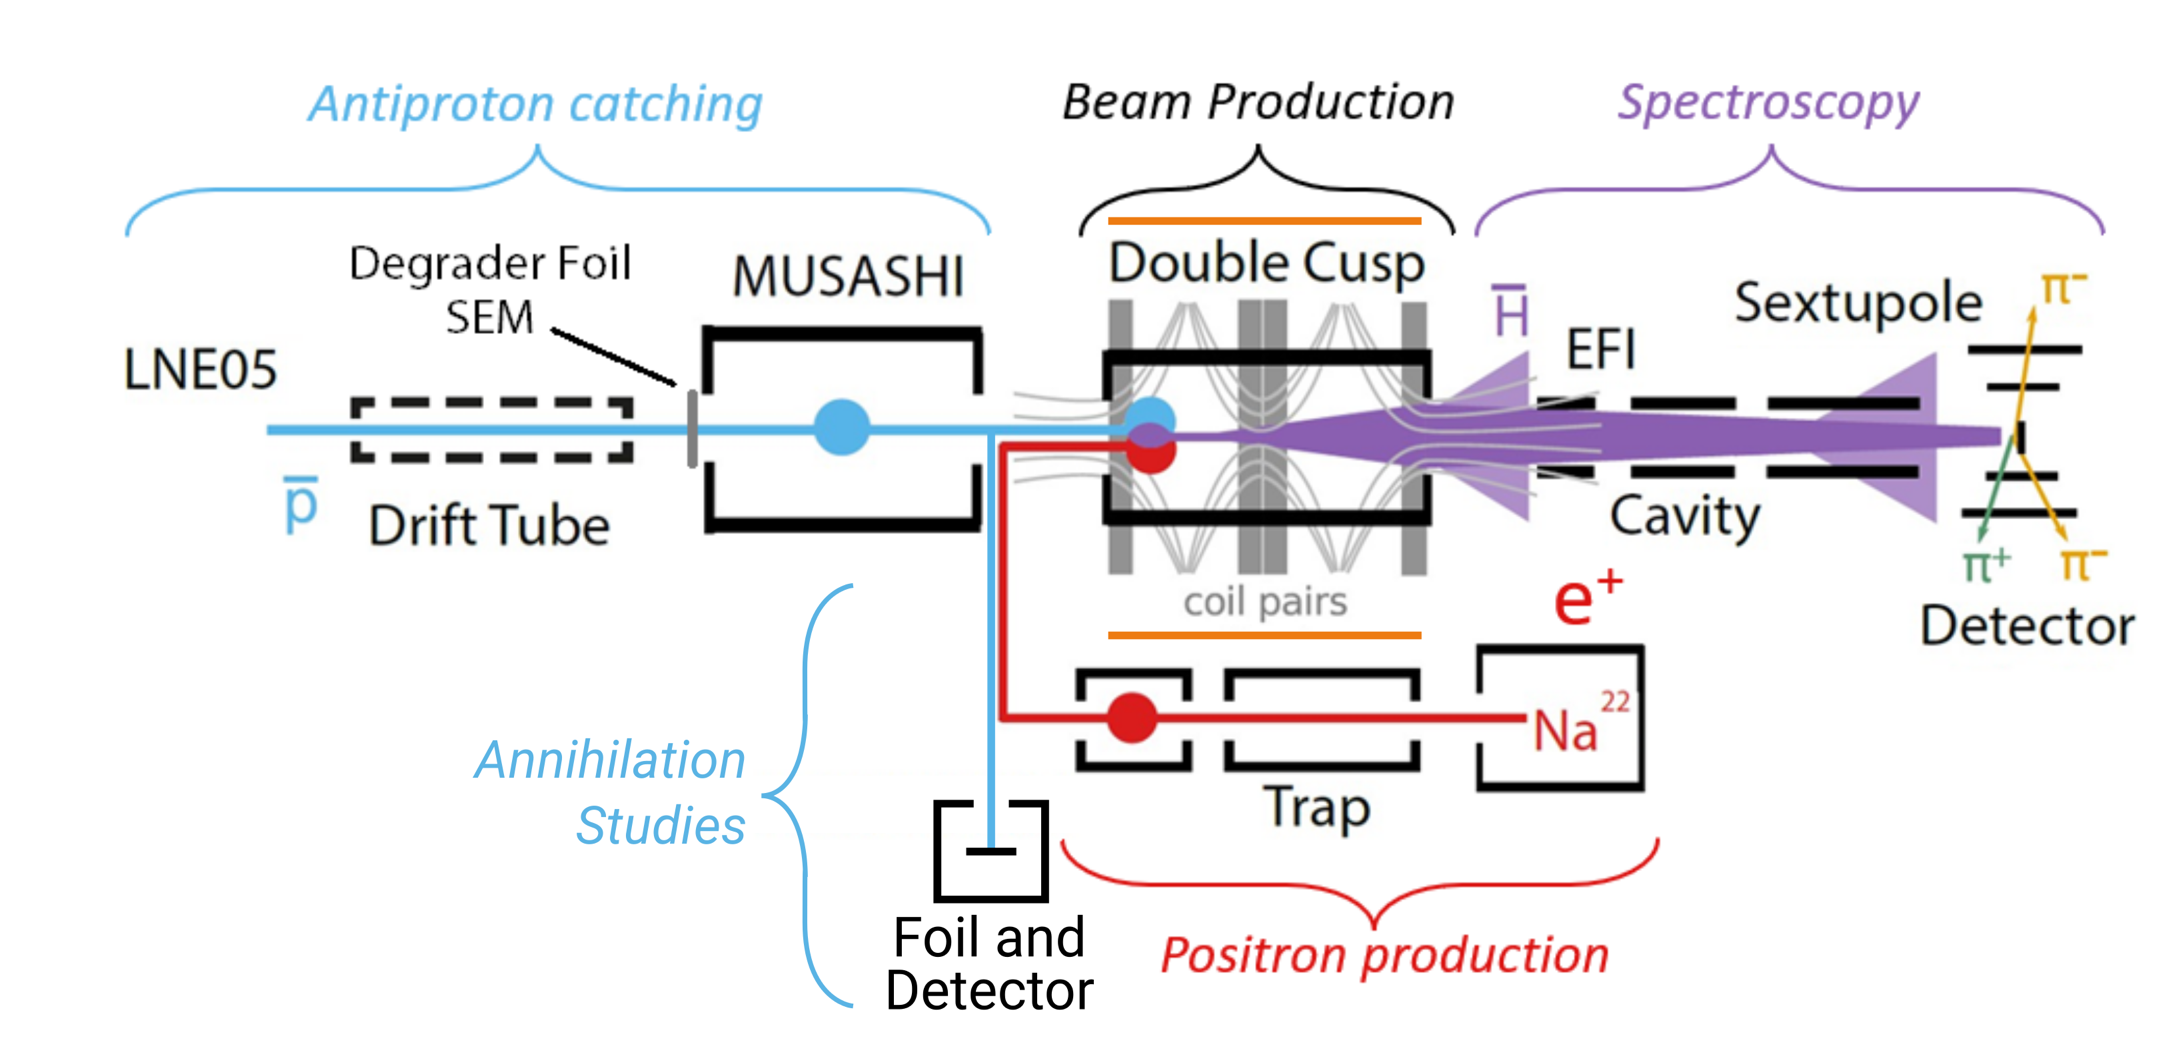 Antiproton catching
Beam Production
Spectroscopy
Degrader Foil
SEM
MUSASHI
Double Cusp
LNE05
H̅
EFI
Sextupole
π⁻
p̅
Drift Tube
Cavity
coil pairs
e⁺
π⁺
π⁻
Detector
Na²²
Trap
Annihilation
Studies
Foil and
Detector
Positron production